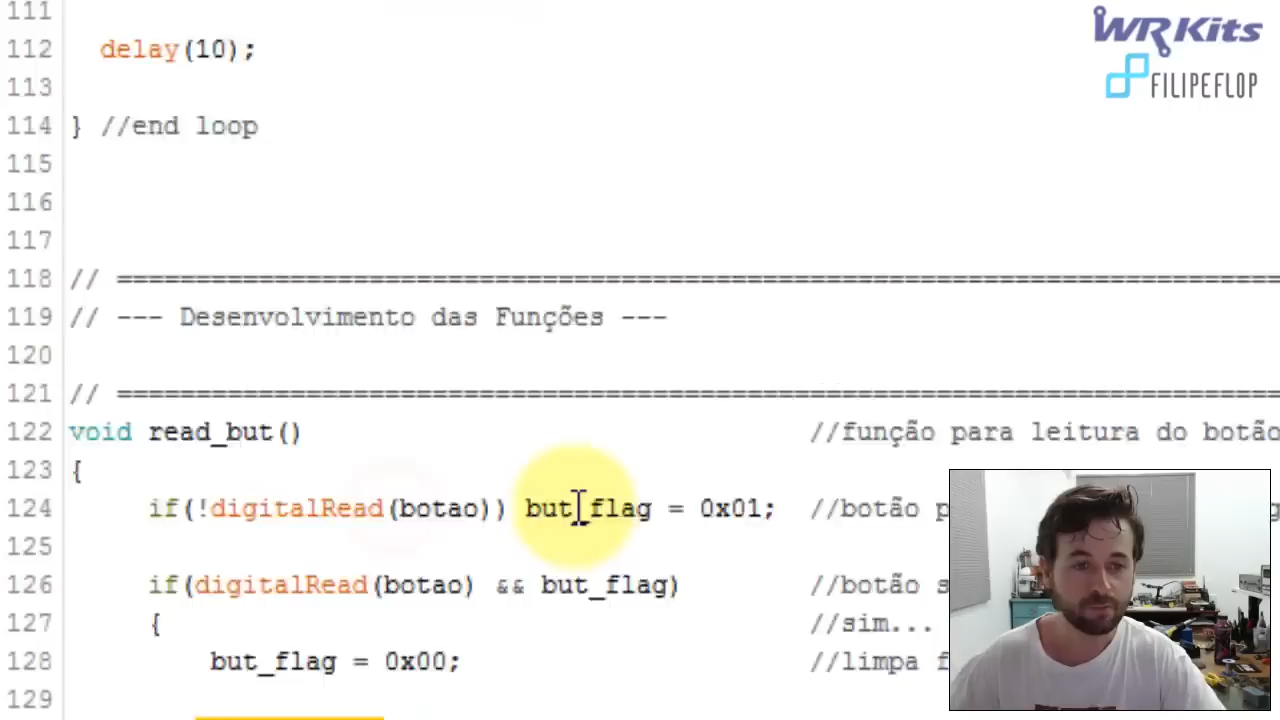 WR Kits
FILIPEFLOP
111
112 delay(10);
113
114 } //end loop
115
116
117
118 // ==========================================================================
119 // --- Desenvolvimento das Funções ---
120
121 // ==========================================================================
122 void read_but() //função para leitura do botão
123 {
124 if(!digitalRead(botao)) but_flag = 0x01; //botão p
125
126 if(digitalRead(botao) && but_flag) //botão s
127 { //sim...
128 but_flag = 0x00; //limpa f
129